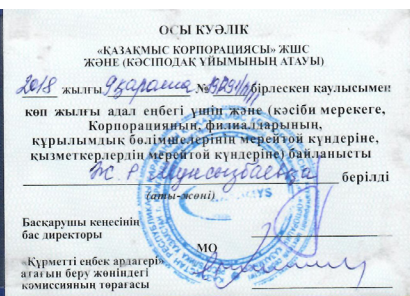 ОСЫ КУӘЛІК
«ҚАЗАҚМЫС КОРПОРАЦИЯСЫ» ЖШС
ЖӘНЕ (КӘСІПОДАҚ ҰЙЫМЫНЫҢ АТАУЫ)
2018 жылғы 9 қараша № бірлескен қаулысымен
көп жылғы адал еңбегі үшін және (кәсіби мерекеге,
Корпорацияның, филиалдарының,
құрылымдық бөлімшелерінің мерейтой күндеріне,
қызметкерлердің мерейтой күндеріне) байланысты
Ж. Р. берілді
(аты-жөні)
Басқарушы кеңесінің
бас директоры
МО
«Құрметті еңбек ардагері»
атағын беру жөніндегі
комиссияның төрағасы